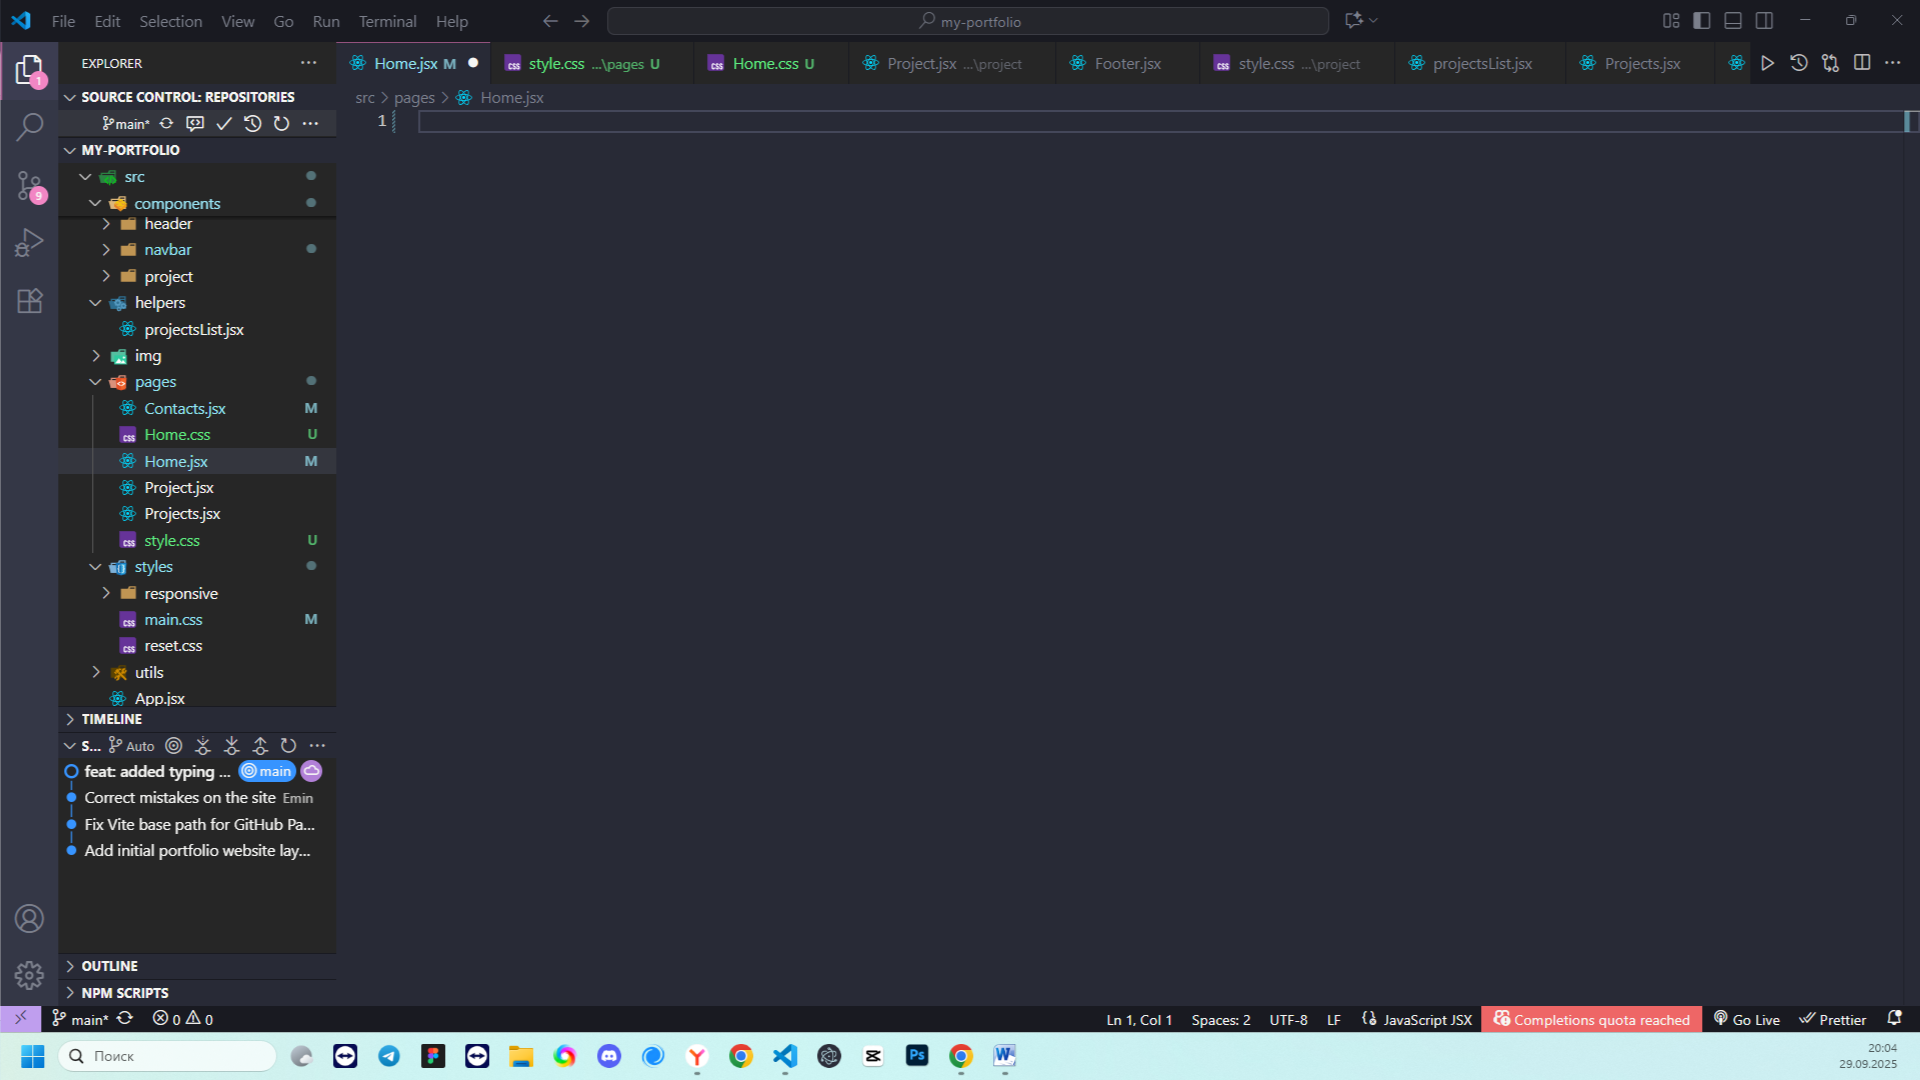 File Edit Selection View Go Run Terminal Help
my-portfolio
EXPLORER
Home.jsx M
style.css ...\pages U
Home.css U
Project.jsx ...\project
Footer.jsx
style.css ...\project
projectsList.jsx
Projects.jsx
SOURCE CONTROL: REPOSITORIES
src > pages > Home.jsx
main*
1
MY-PORTFOLIO
src
components
header
navbar
project
helpers
projectsList.jsx
img
pages
Contacts.jsx M
Home.css U
Home.jsx M
Project.jsx
Projects.jsx
style.css U
styles
responsive
main.css M
reset.css
utils
App.jsx
TIMELINE
S... Auto
feat: added typing ... main
Correct mistakes on the site Emin
Fix Vite base path for GitHub Pa...
Add initial portfolio website lay...
OUTLINE
NPM SCRIPTS
1
9
main* 0 0
Ln 1, Col 1 Spaces: 2 UTF-8 LF {} JavaScript JSX Completions quota reached Go Live Prettier
Поиск
Ps
20:04
29.09.2025